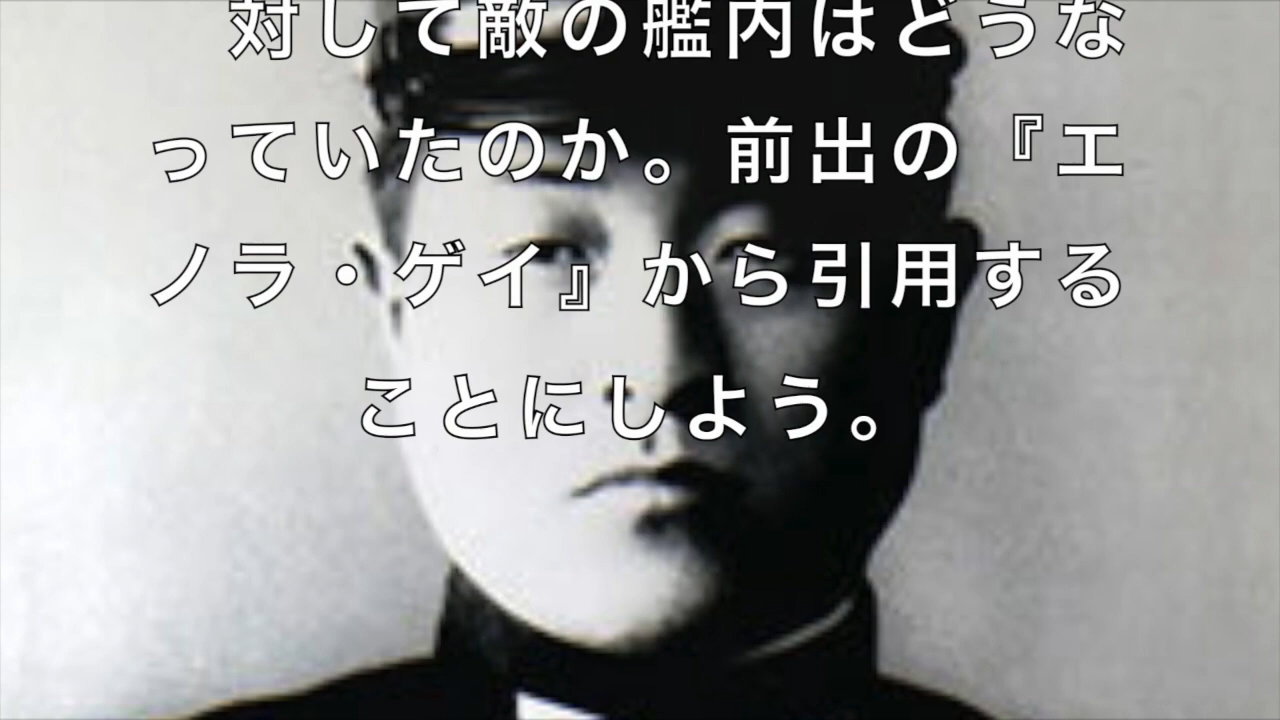 対して敵の艦内はどうな
っていたのか。前出の『エ
ノラ・ゲイ』から引用する
ことにしよう。